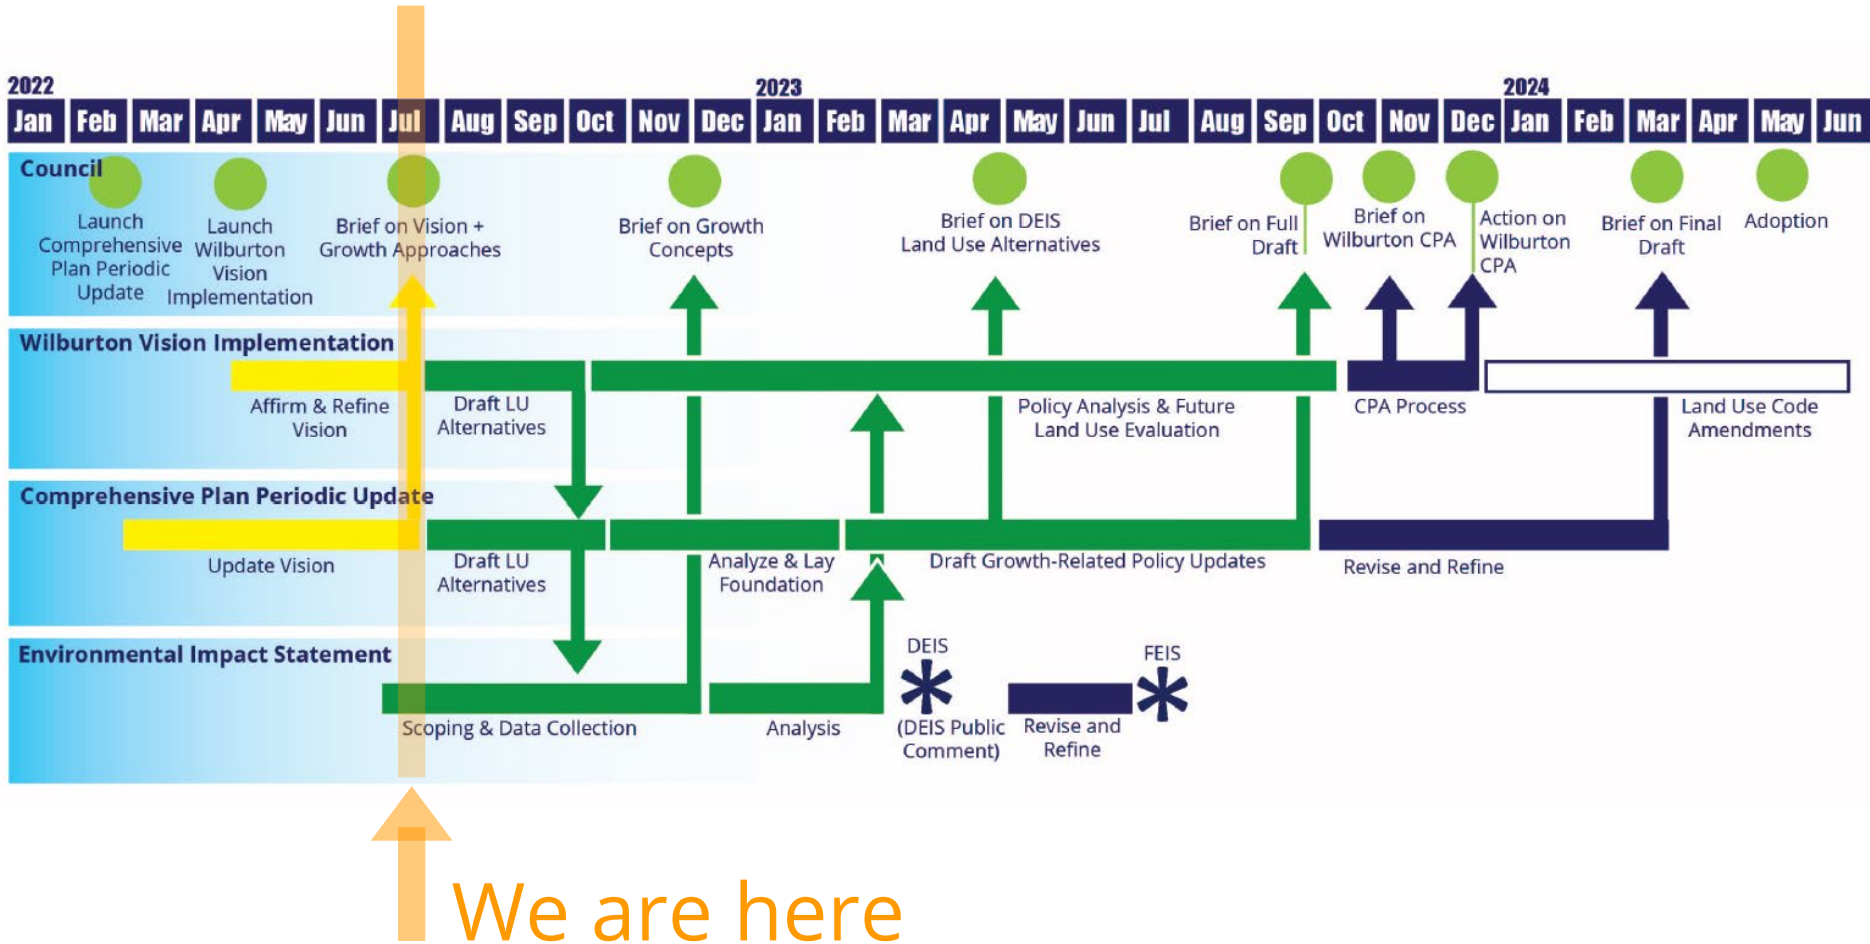 2022
2023
2024
Jan Feb Mar Apr May Jun Jul Aug Sep Oct Nov Dec Jan Feb Mar Apr May Jun Jul Aug Sep Oct Nov Dec Jan Feb Mar Apr May Jun
Council
Launch
Comprehensive
Plan Periodic
Update
Launch
Wilburton
Vision
Implementation
Brief on Vision +
Growth Approaches
Brief on Growth
Concepts
Brief on DEIS
Land Use Alternatives
Brief on Full
Draft
Brief on
Wilburton CPA
Action on
Wilburton
CPA
Brief on Final
Draft
Adoption
Wilburton Vision Implementation
Affirm & Refine
Vision
Draft LU
Alternatives
Policy Analysis & Future
Land Use Evaluation
CPA Process
Land Use Code
Amendments
Comprehensive Plan Periodic Update
Update Vision
Draft LU
Alternatives
Analyze & Lay
Foundation
Draft Growth-Related Policy Updates
Revise and Refine
Environmental Impact Statement
Scoping & Data Collection
Analysis
DEIS
(DEIS Public
Comment)
Revise and
Refine
FEIS
We are here